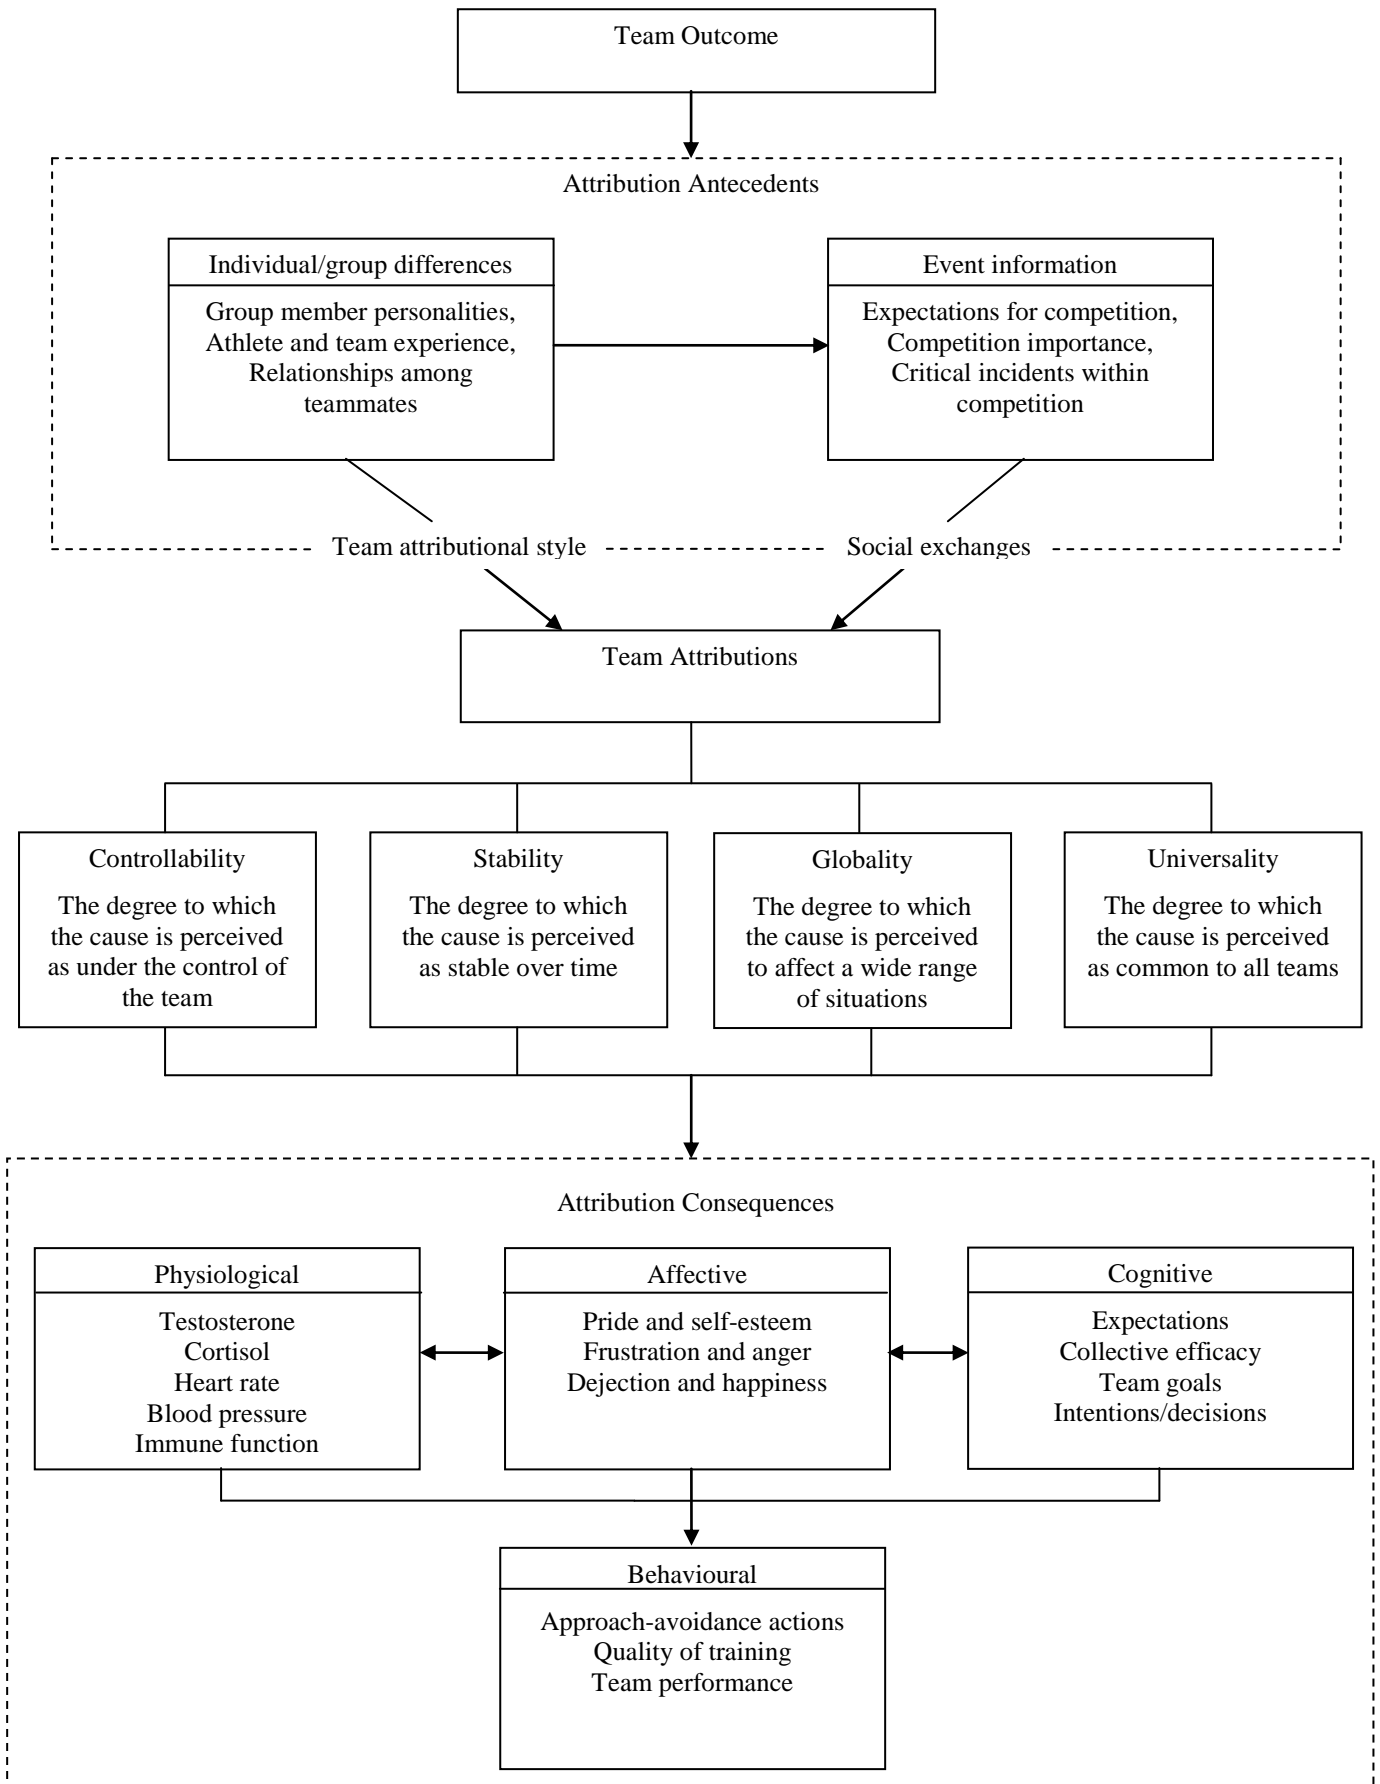 Team Outcome
Attribution Antecedents
Individual/group differences
Group member personalities,
Athlete and team experience,
Relationships among
teammates
Event information
Expectations for competition,
Competition importance,
Critical incidents within
competition
Team attributional style
Social exchanges
Team Attributions
Controllability
The degree to which
the cause is perceived
as under the control of
the team
Stability
The degree to which
the cause is perceived
as stable over time
Globality
The degree to which
the cause is perceived
to affect a wide range
of situations
Universality
The degree to which
the cause is perceived
as common to all teams
Attribution Consequences
Physiological
Testosterone
Cortisol
Heart rate
Blood pressure
Immune function
Affective
Pride and self-esteem
Frustration and anger
Dejection and happiness
Cognitive
Expectations
Collective efficacy
Team goals
Intentions/decisions
Behavioural
Approach-avoidance actions
Quality of training
Team performance